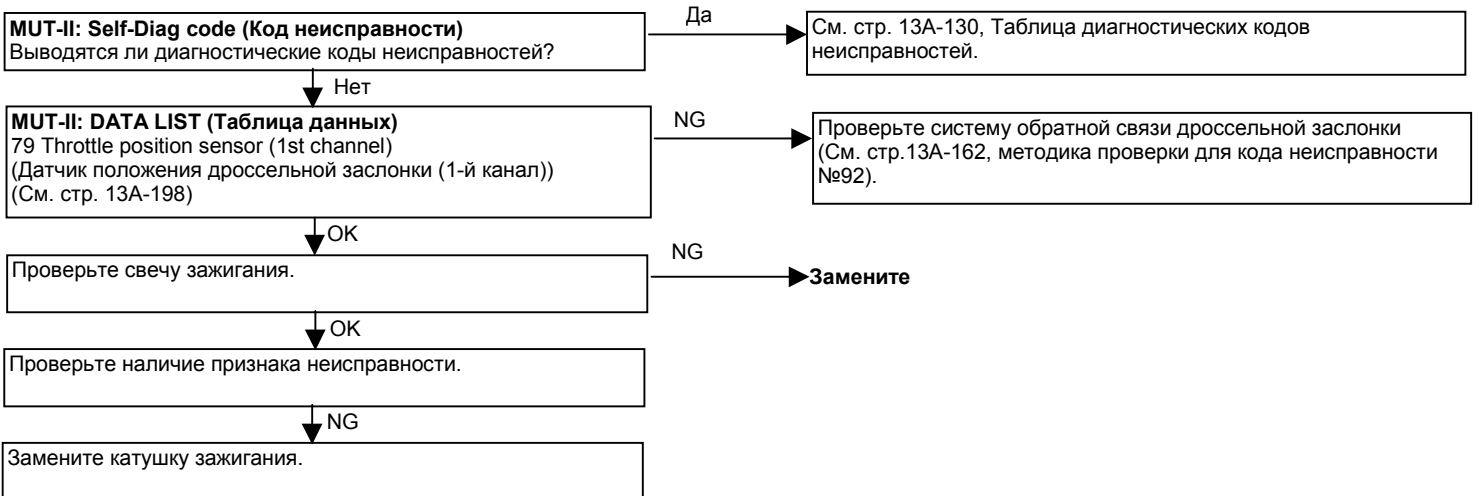 MUT-II: Self-Diag code (Код неисправности)
Выводятся ли диагностические коды неисправностей?
Да
См. стр. 13А-130, Таблица диагностических кодов
неисправностей.
Нет
MUT-II: DATA LIST (Таблица данных)
79 Throttle position sensor (1st channel)
(Датчик положения дроссельной заслонки (1-й канал))
(См. стр. 13А-198)
NG
Проверьте систему обратной связи дроссельной заслонки
(См. стр.13А-162, методика проверки для кода неисправности
№92).
OK
Проверьте свечу зажигания.
NG
Замените
OK
Проверьте наличие признака неисправности.
NG
Замените катушку зажигания.